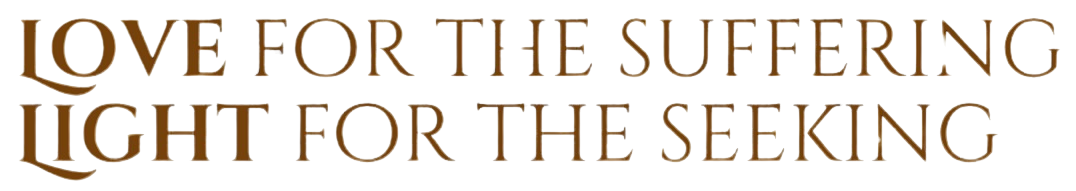 LOVE FOR THE SUFFERING
LIGHT FOR THE SEEKING